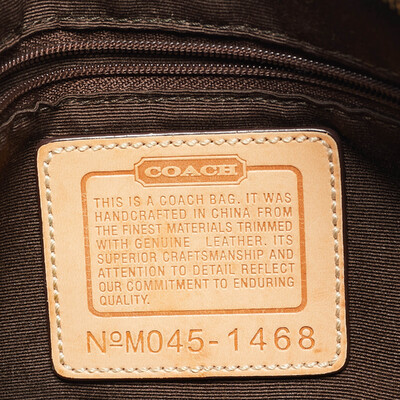 COACH
THIS IS A COACH BAG. IT WAS
HANDCRAFTED IN CHINA FROM
THE FINEST MATERIALS TRIMMED
WITH GENUINE LEATHER. ITS
SUPERIOR CRAFTSMANSHIP AND
ATTENTION TO DETAIL REFLECT
OUR COMMITMENT TO ENDURING
QUALITY.
NºM045-1468